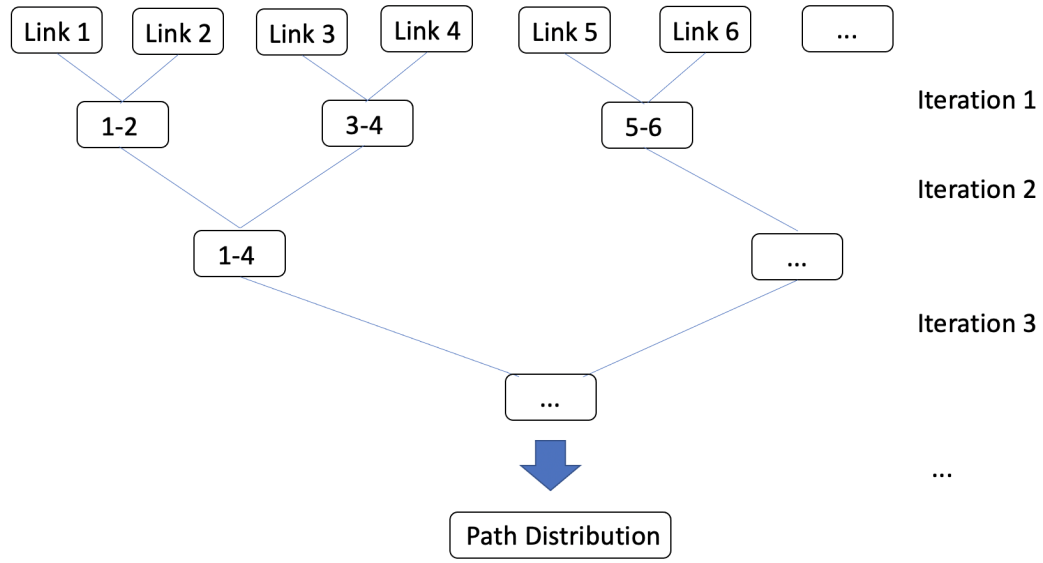 Link 1
Link 2
Link 3
Link 4
Link 5
Link 6
...
Iteration 1
1-2
3-4
5-6
Iteration 2
1-4
...
Iteration 3
...
...
Path Distribution